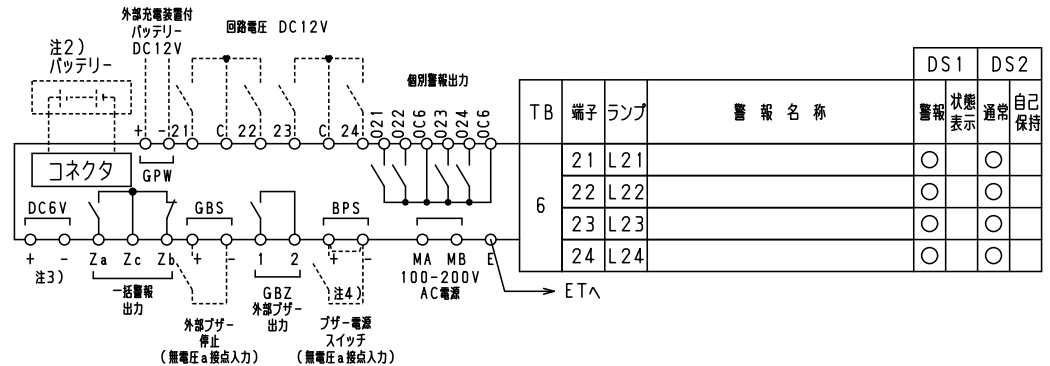 外部充電装置付
バッテリー
DC12V
回路電圧 DC12V
注2)
バッテリー
個別警報出力
+ - 21 C 22 23 C 24 O21 O22 OC6 O23 O24 OC6
コネクタ
GPW
DC6V GBS BPS
+ - Za Zc Zb + - 1 2 + - MA MB E
注3)
一括警報
出力
GBZ
外部ブザー
出力
注4)
100-200V
AC電源
ETへ
外部ブザー
停止
(無電圧a接点入力)
ブザー電源
スイッチ
(無電圧a接点入力)
DS1 DS2
TB 端子 ランプ 警報名称 警報 状態表示 通常 自己保持
6
21 L21 ○ ○
22 L22 ○ ○
23 L23 ○ ○
24 L24 ○ ○